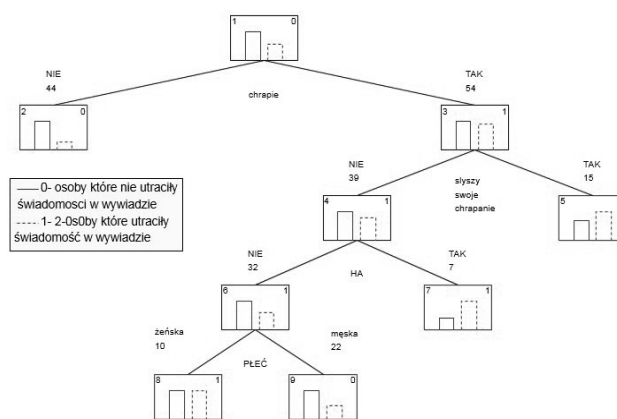 1 0
NIE
44
TAK
54
chrapie
2 0
3 1
NIE
39
TAK
15
slyszy
swoje
chrapanie
0- osoby które nie utraciły
świadomosci w wywiadzie
1- 2-0s0by które utraciły
świadomość w wywiadzie
4 1
5
NIE
32
TAK
7
HA
6 1
7 1
żeńska
10
męska
22
PŁEĆ
8 1
9 0